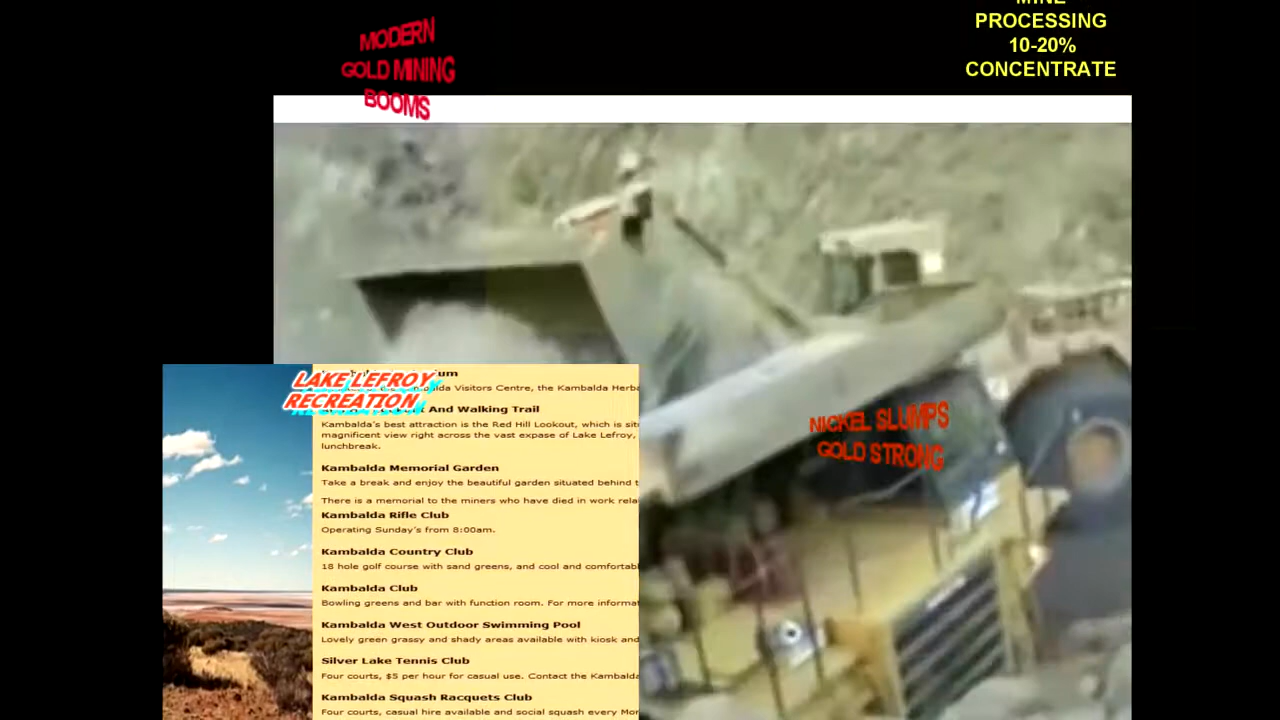 MINE
PROCESSING
10-20%
CONCENTRATE
MODERN
GOLD MINING
BOOMS
LAKE LEFROY
RECREATION
Visitors Centre, the Kambalda Herba
And Walking Trail
Kambalda's best attraction is the Red Hill Lookout, which is sit
magnificent view right across the vast expase of Lake Lefroy,
lunchbreak.
Kambalda Memorial Garden
Take a break and enjoy the beautiful garden situated behind t
There is a memorial to the miners who have died in work rela
Kambalda Rifle Club
Operating Sunday's from 8:00am.
Kambalda Country Club
18 hole golf course with sand greens, and cool and comfortabl
Kambalda Club
Bowling greens and bar with function room. For more informat
Kambalda West Outdoor Swimming Pool
Lovely green grassy and shady areas available with kiosk and
Silver Lake Tennis Club
Four courts, $5 per hour for casual use. Contact the Kambalda
Kambalda Squash Racquets Club
Four courts, casual hire available and social squash every Mon
NICKEL SLUMPS
GOLD STRONG